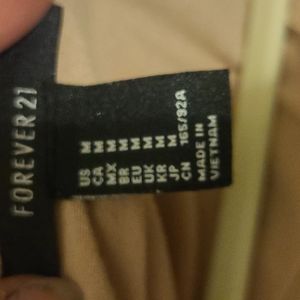 FOREVER 21
US M
CA M
MX M
BR M
EU M
UK M
KR M
JP M
CN 165/92A
MADE IN
VIETNAM